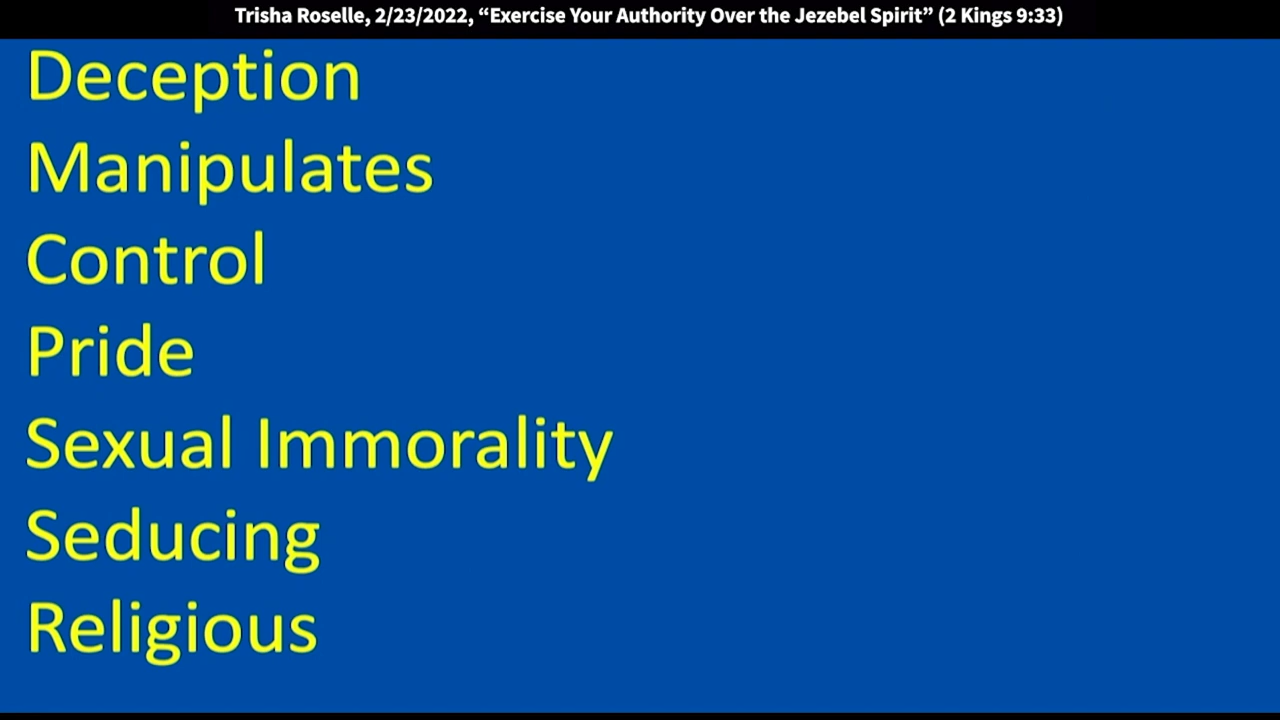 Trisha Roselle, 2/23/2022, “Exercise Your Authority Over the Jezebel Spirit” (2 Kings 9:33)
Deception
Manipulates
Control
Pride
Sexual Immorality
Seducing
Religious